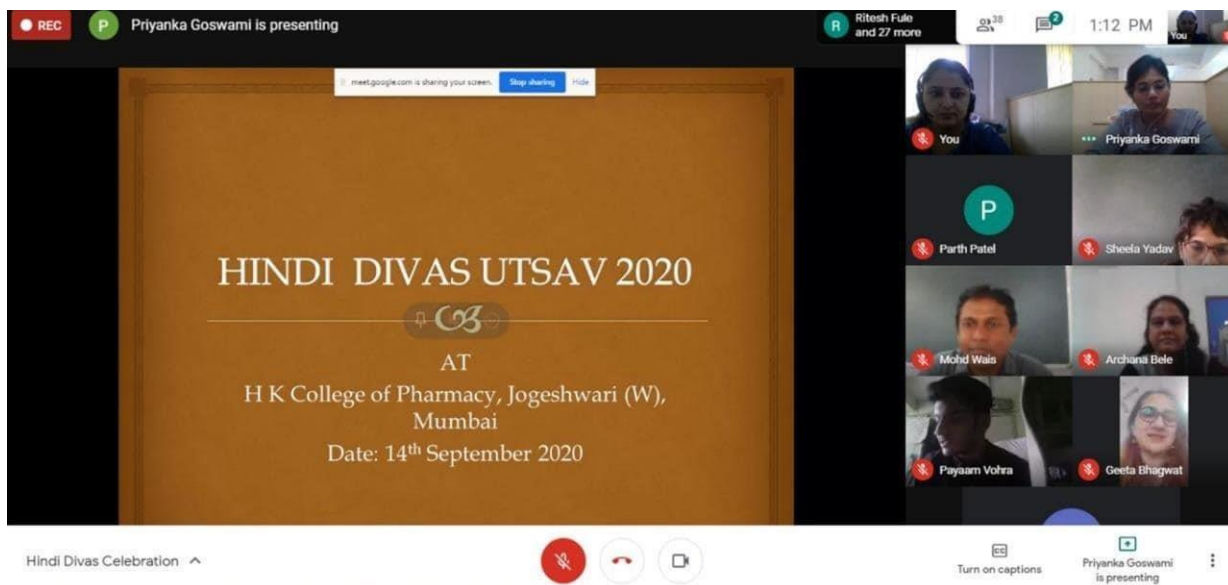 REC
P
Priyanka Goswami is presenting
R
Ritesh Fule
and 27 more
38
2
1:12 PM
You
meet.google.com is sharing your screen.
Stop sharing
Hide
HINDI DIVAS UTSAV 2020
AT
H K College of Pharmacy, Jogeshwari (W),
Mumbai
Date: 14th September 2020
You
Priyanka Goswami
P
Parth Patel
Sheela Yadav
Mohd Wais
Archana Bele
Payaam Vohra
Geeta Bhagwat
Hindi Divas Celebration
CC
Turn on captions
Priyanka Goswami
is presenting